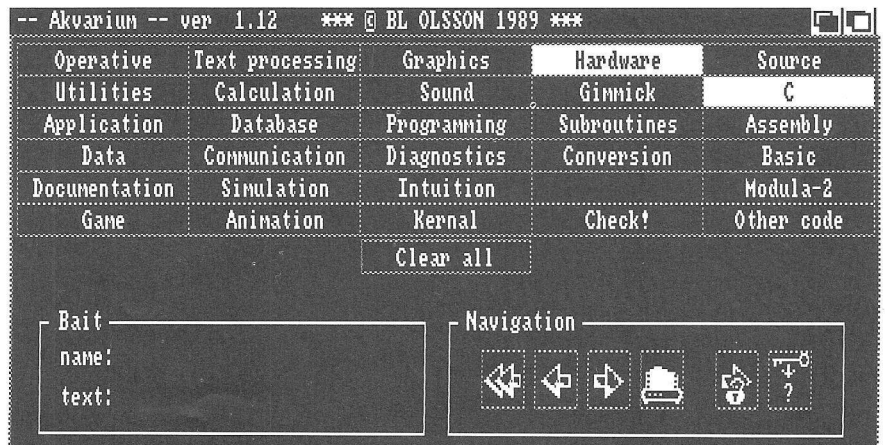 -- Akvarium -- ver 1.12 *** © BL OLSSON 1989 ***
Operative Text processing Graphics Hardware Source
Utilities Calculation Sound Gimmick C
Application Database Programming Subroutines Assembly
Data Communication Diagnostics Conversion Basic
Documentation Simulation Intuition Modula-2
Game Animation Kernal Check! Other code
Clear all
Bait Navigation
name:
text:
?